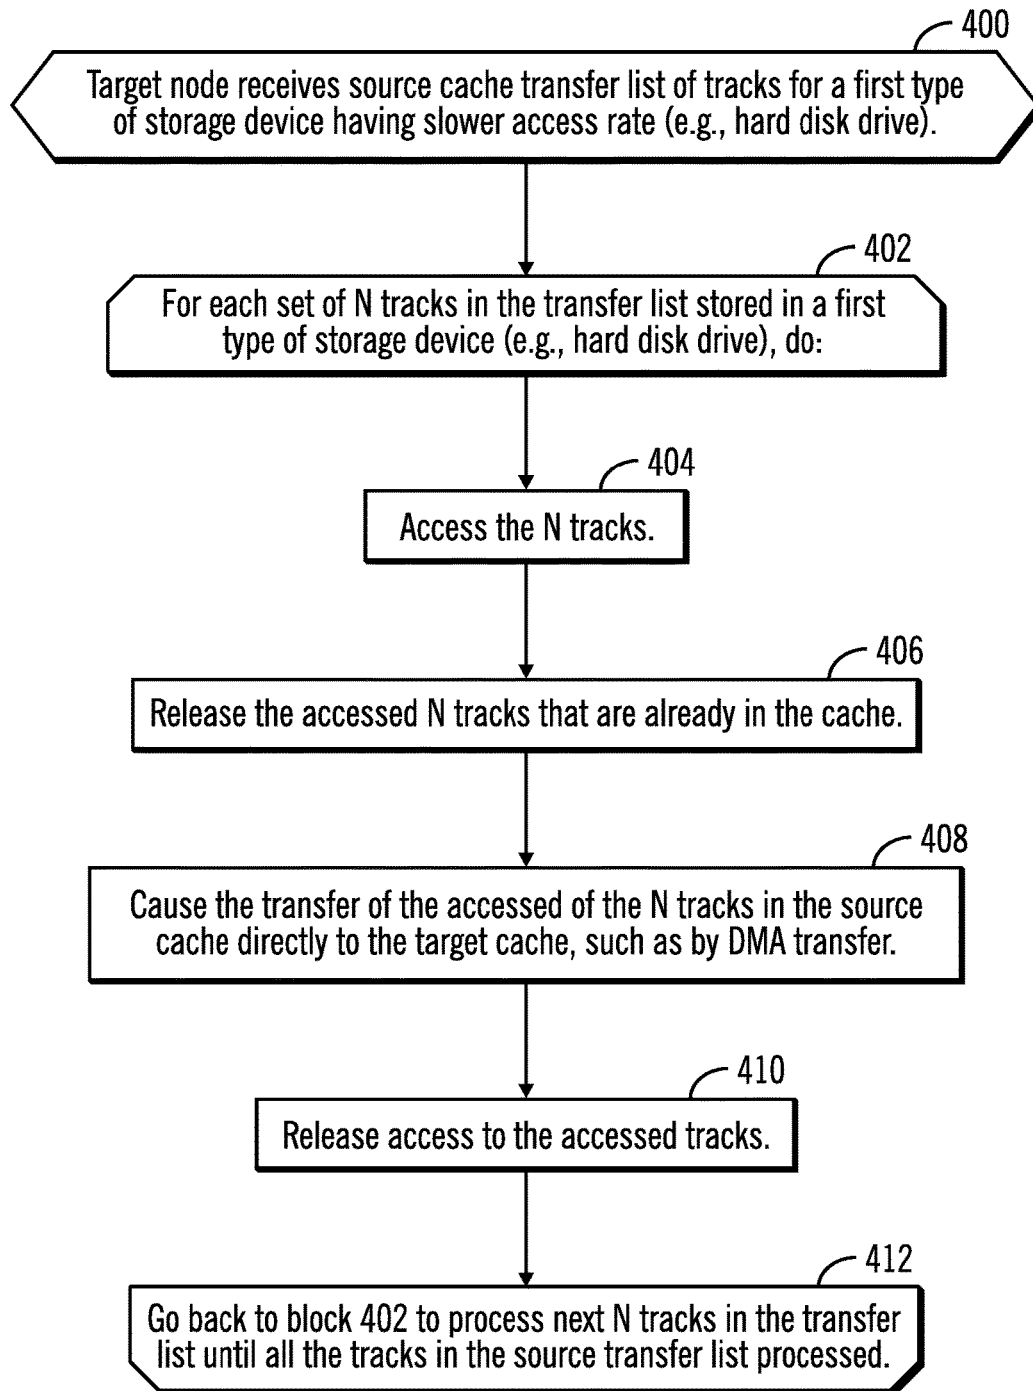 400
Target node receives source cache transfer list of tracks for a first type
of storage device having slower access rate (e.g., hard disk drive).
402
For each set of N tracks in the transfer list stored in a first
type of storage device (e.g., hard disk drive), do:
404
Access the N tracks.
406
Release the accessed N tracks that are already in the cache.
408
Cause the transfer of the accessed of the N tracks in the source
cache directly to the target cache, such as by DMA transfer.
410
Release access to the accessed tracks.
412
Go back to block 402 to process next N tracks in the transfer
list until all the tracks in the source transfer list processed.